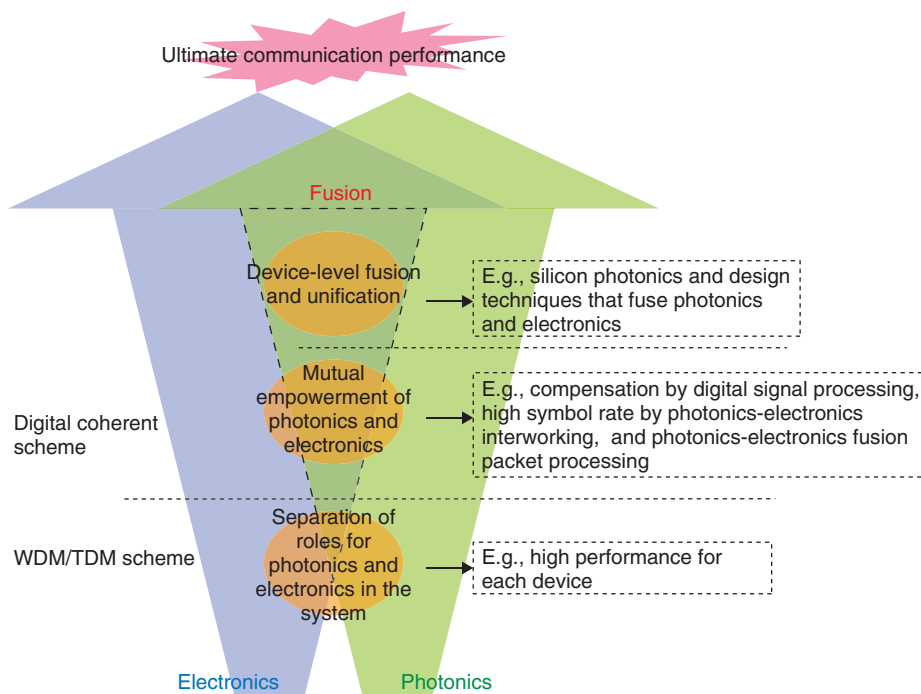 Ultimate communication performance
Fusion
Device-level fusion
and unification
E.g., silicon photonics and design
techniques that fuse photonics
and electronics
Mutual
empowerment of
photonics and
electronics
E.g., compensation by digital signal processing,
high symbol rate by photonics-electronics
interworking, and photonics-electronics fusion
packet processing
Digital coherent
scheme
Separation of
roles for
photonics and
electronics in the
system
WDM/TDM scheme
E.g., high performance for
each device
Electronics
Photonics